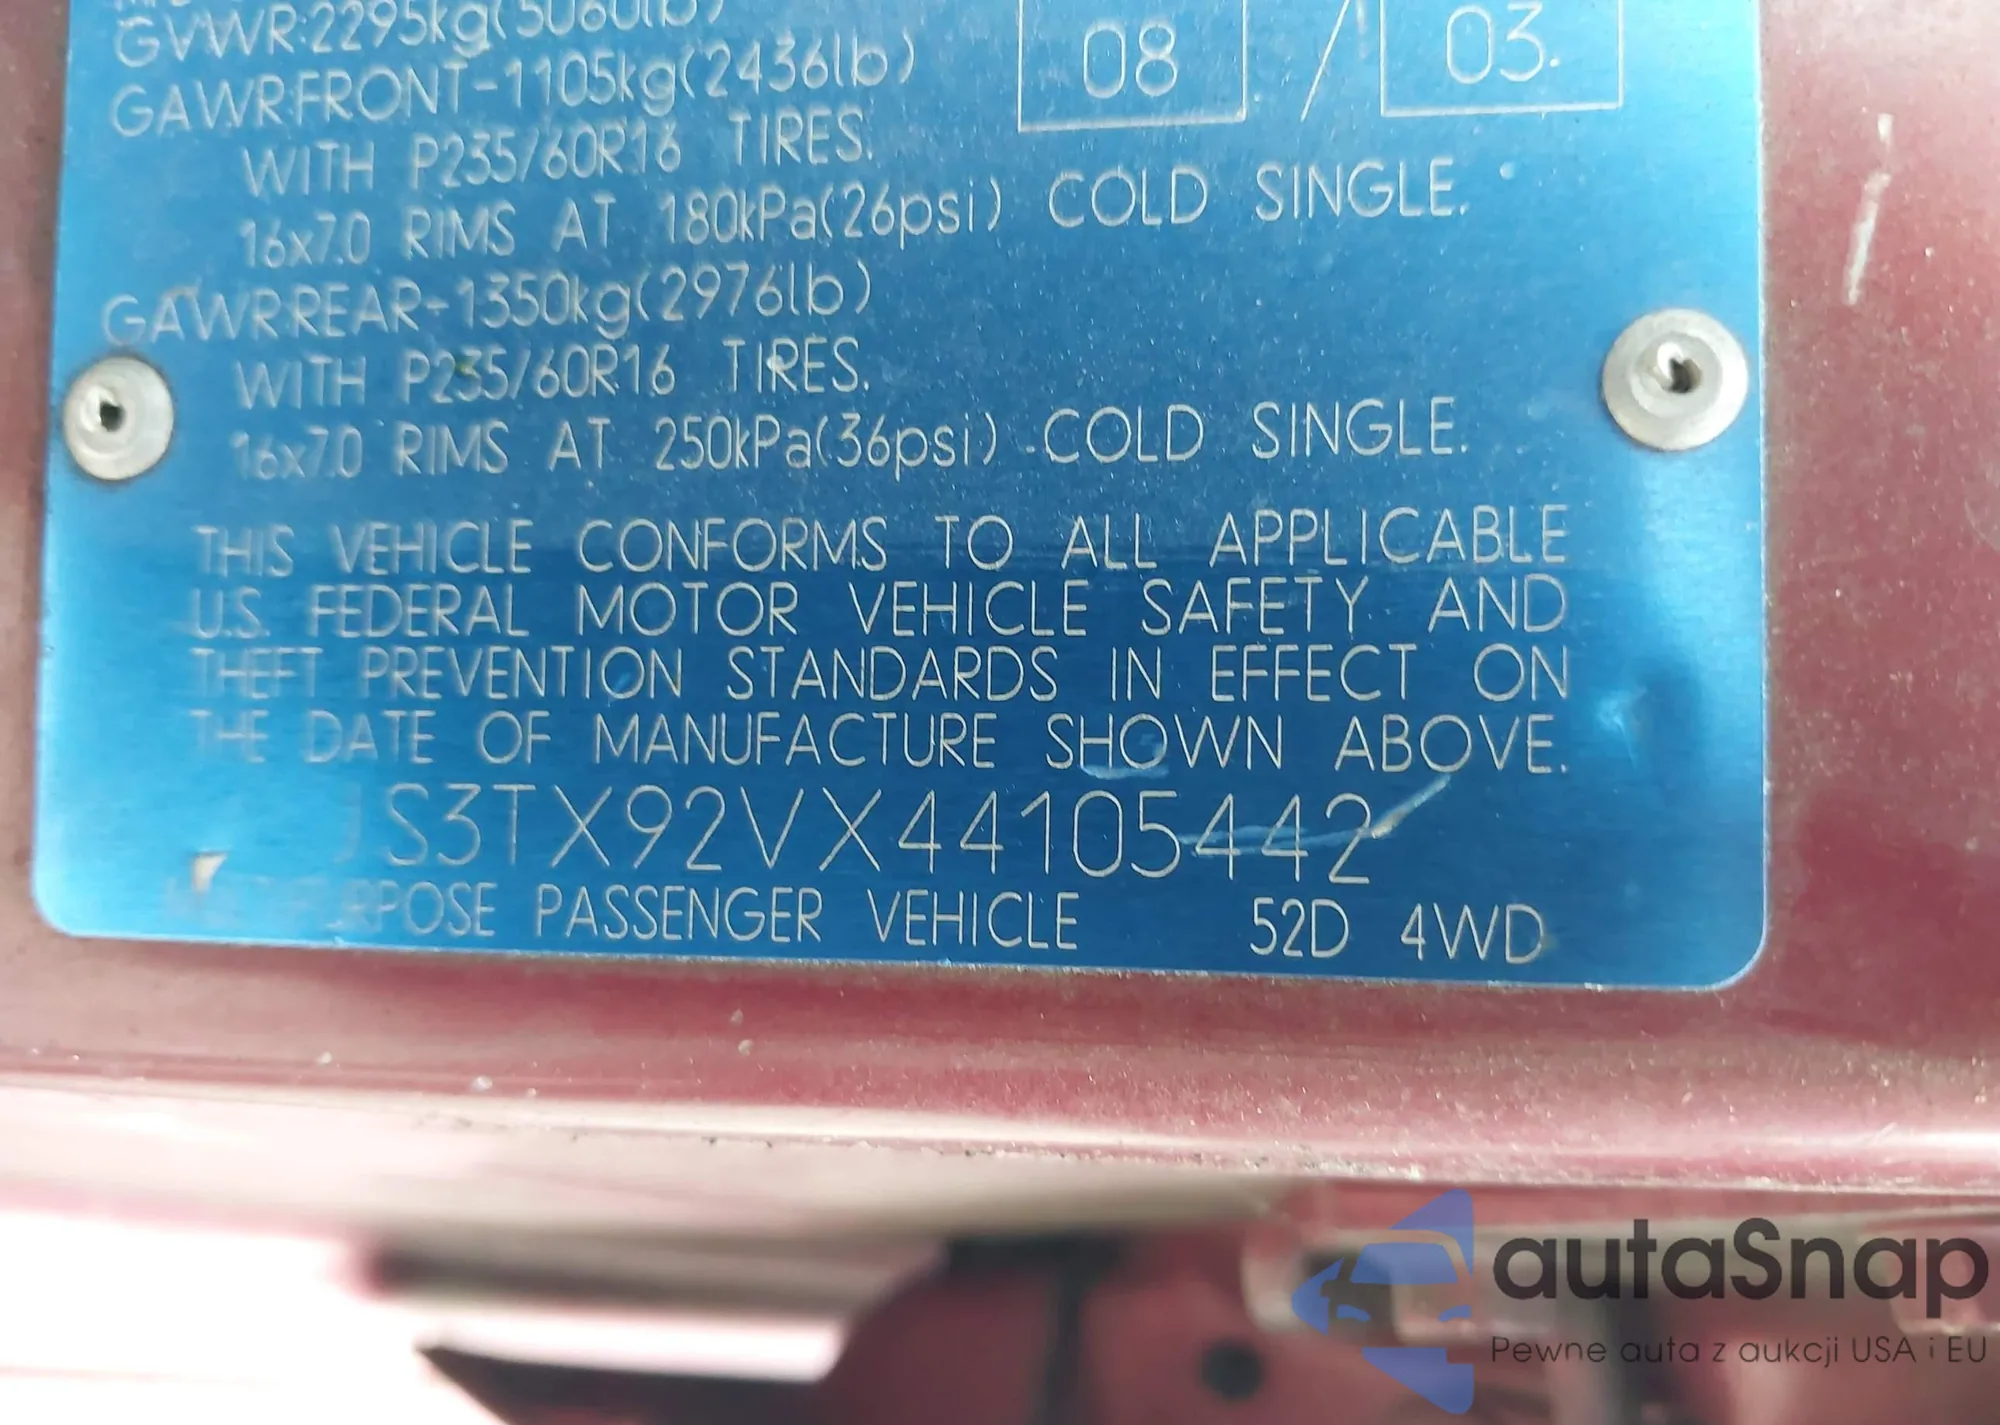 GVWR:2295kg(5060lb)
GAWR:FRONT-1105kg(2436lb)
08 / 03.
WITH P235/60R16 TIRES.
16x7.0 RIMS AT 180kPa(26psi) COLD SINGLE.
GAWR:REAR-1350kg(2976lb)
WITH P235/60R16 TIRES.
16x7.0 RIMS AT 250kPa(36psi) COLD SINGLE.
THIS VEHICLE CONFORMS TO ALL APPLICABLE
U.S. FEDERAL MOTOR VEHICLE SAFETY AND
THEFT PREVENTION STANDARDS IN EFFECT ON
THE DATE OF MANUFACTURE SHOWN ABOVE.
JS3TX92VX44105442
MULTIPURPOSE PASSENGER VEHICLE 52D 4WD
autaSnap
Pewne auta z aukcji USA i EU